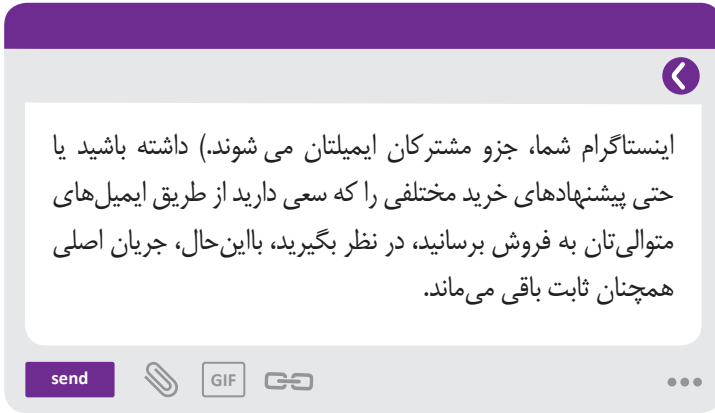 اینستاگرام شما، جزو مشترکان ایمیلتان می شوند.) داشته باشید یا
حتی پیشنهادهای خرید مختلفی را که سعی دارید از طریق ایمیل‌های
متوالی‌تان به فروش برسانید، در نظر بگیرید، بااین‌حال، جریان اصلی
همچنان ثابت باقی می‌ماند.
send
GIF